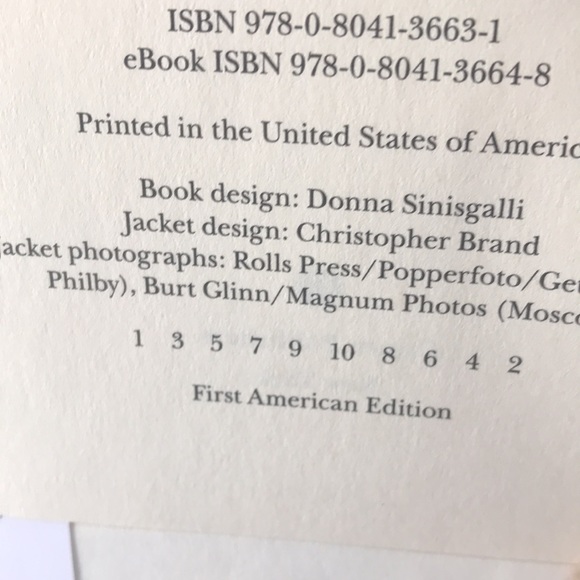 ISBN 978-0-8041-3663-1
eBook ISBN 978-0-8041-3664-8
Printed in the United States of Americ
Book design: Donna Sinisgalli
Jacket design: Christopher Brand
acket photographs: Rolls Press/Popperfoto/Ge
Philby), Burt Glinn/Magnum Photos (Mosc
1 3 5 7 9 10 8 6 4 2
First American Edition